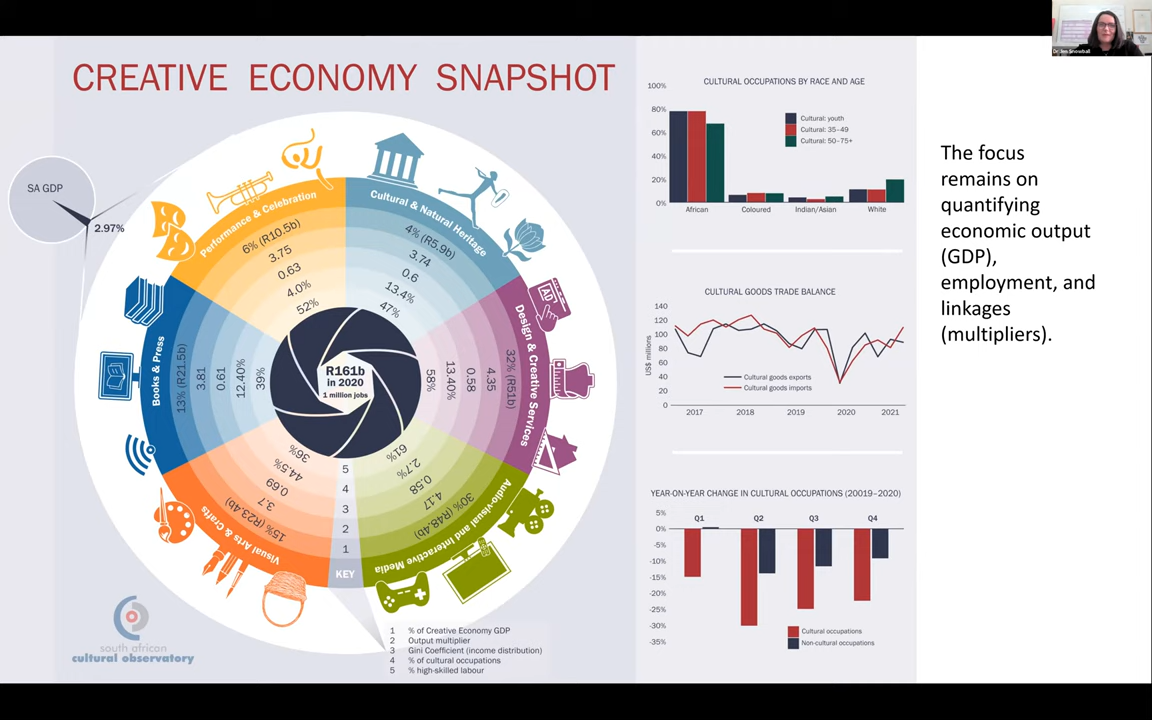 Dr. Jen Snowball
CREATIVE ECONOMY SNAPSHOT
SA GDP
2.97%
Performance & Celebration
6% (R10.5b)
3.75
0.63
4.0%
52%
Cultural & Natural Heritage
4% (R5.9b)
3.74
0.6
13.4%
47%
Design & Creative Services
32% (R51b)
4.35
0.58
13.40%
58%
Audio-visual and Interactive Media
30% (R48.4b)
4.17
0.58
2.7%
61%
Visual Arts & Crafts
15% (R23.4b)
3.7
0.69
44.5%
36%
Books & Press
13% (R21.5b)
3.81
0.61
12.40%
39%
R161b
in 2020
1 million jobs
AD
5
4
3
2
1
KEY
1 % of Creative Economy GDP
2 Output multiplier
3 Gini Coefficient (income distribution)
4 % of cultural occupations
5 % high-skilled labour
south african
cultural observatory
CULTURAL OCCUPATIONS BY RACE AND AGE
100%
80%
60%
40%
20%
0%
Cultural: youth
Cultural: 35–49
Cultural: 50–75+
African Coloured Indian/Asian White
CULTURAL GOODS TRADE BALANCE
US$ millions
140
120
100
80
60
40
20
0
Cultural goods exports
Cultural goods imports
2017 2018 2019 2020 2021
YEAR-ON-YEAR CHANGE IN CULTURAL OCCUPATIONS (20019–2020)
5%
0%
-5%
-10%
-15%
-20%
-25%
-30%
-35%
Q1 Q2 Q3 Q4
Cultural occupations
Non-cultural occupations
The focus
remains on
quantifying
economic output
(GDP),
employment, and
linkages
(multipliers).